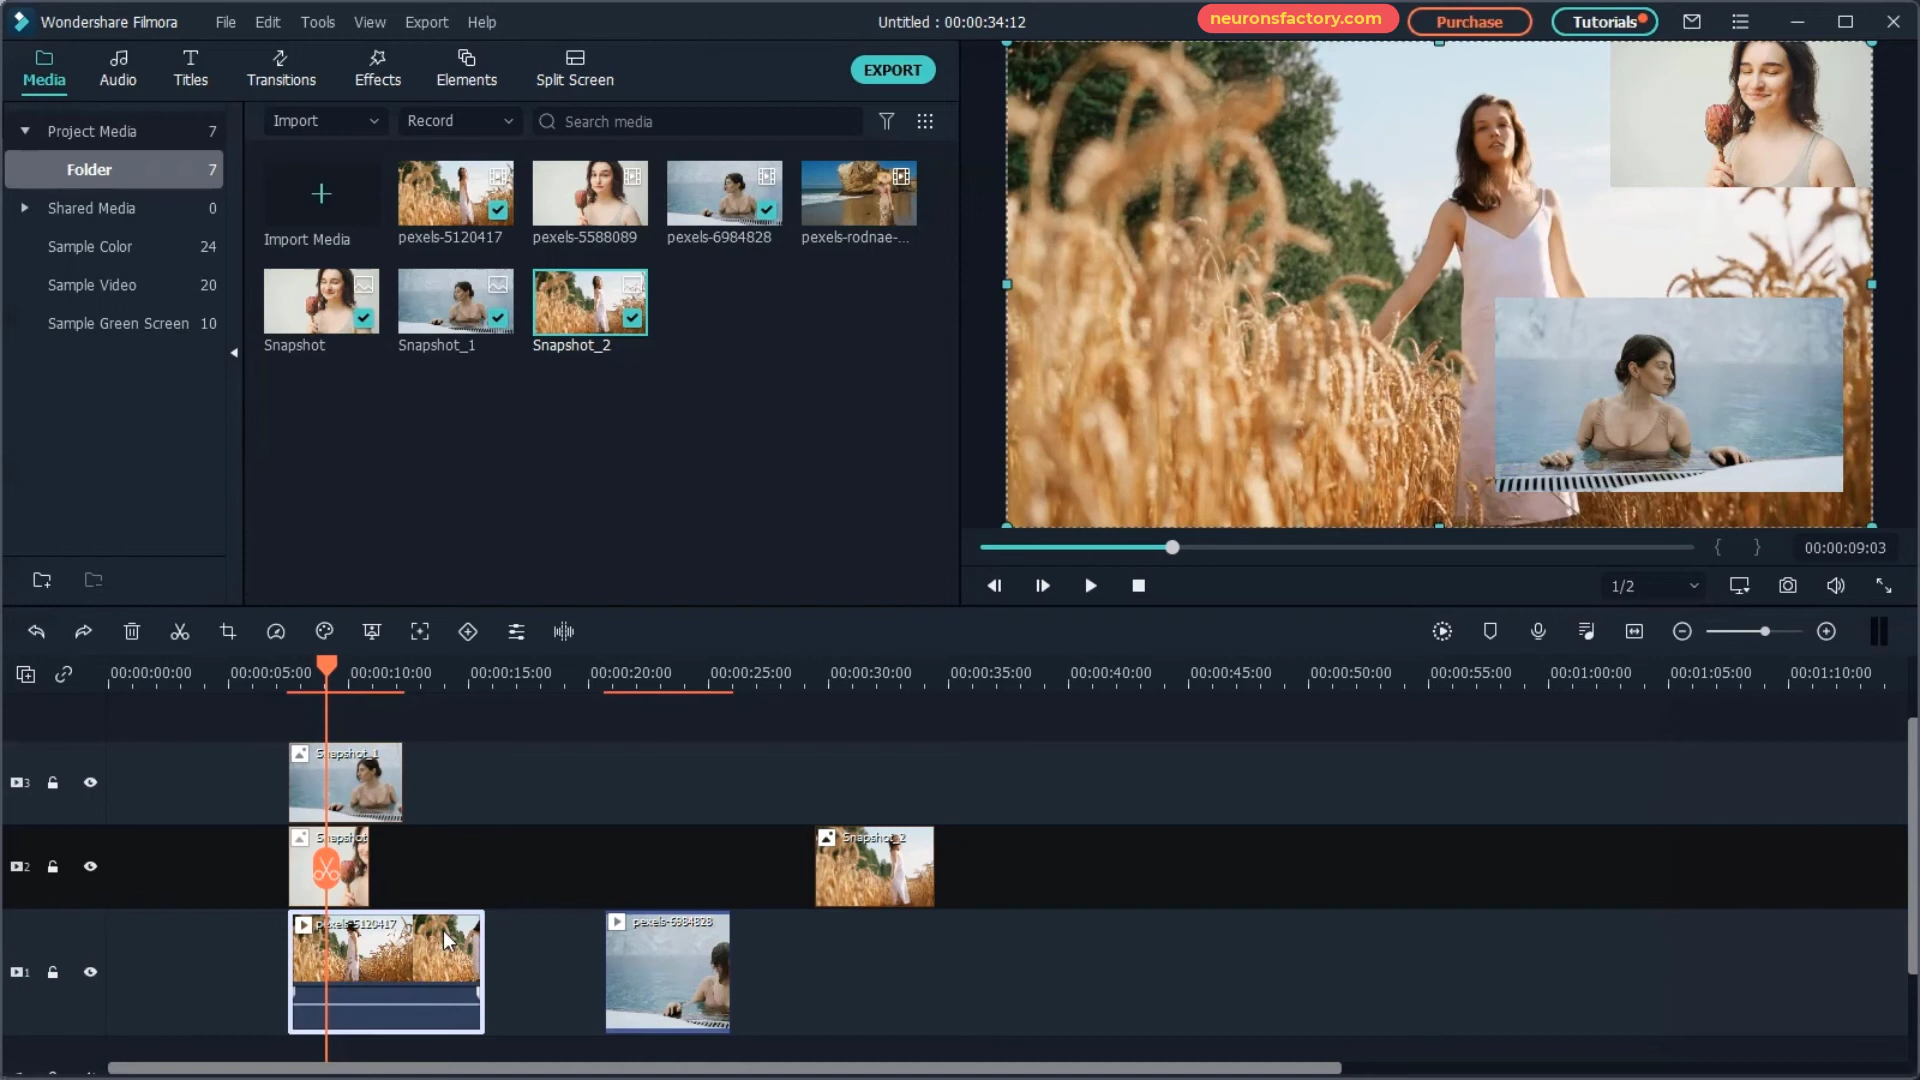 Wondershare Filmora
File Edit Tools View Export Help
Untitled : 00:00:34:12
neuronsfactory.com
Purchase
Tutorials
Media Audio Titles Transitions Effects Elements Split Screen
EXPORT
Import Record Search media
Project Media 7
Folder 7
Shared Media 0
Sample Color 24
Sample Video 20
Sample Green Screen 10
Import Media pexels-5120417 pexels-5588089 pexels-6984828 pexels-rodnae-...
Snapshot Snapshot_1 Snapshot_2
{ } 00:00:09:03
1/2
00:00:00:00 00:00:05:00 00:00:10:00 00:00:15:00 00:00:20:00 00:00:25:00 00:00:30:00 00:00:35:00 00:00:40:00 00:00:45:00 00:00:50:00 00:00:55:00 00:01:00:00 00:01:05:00 00:01:10:00
3 Snapshot_1
2 Snapshot Snapshot_2
1 pexels-5120417 pexels-6984828